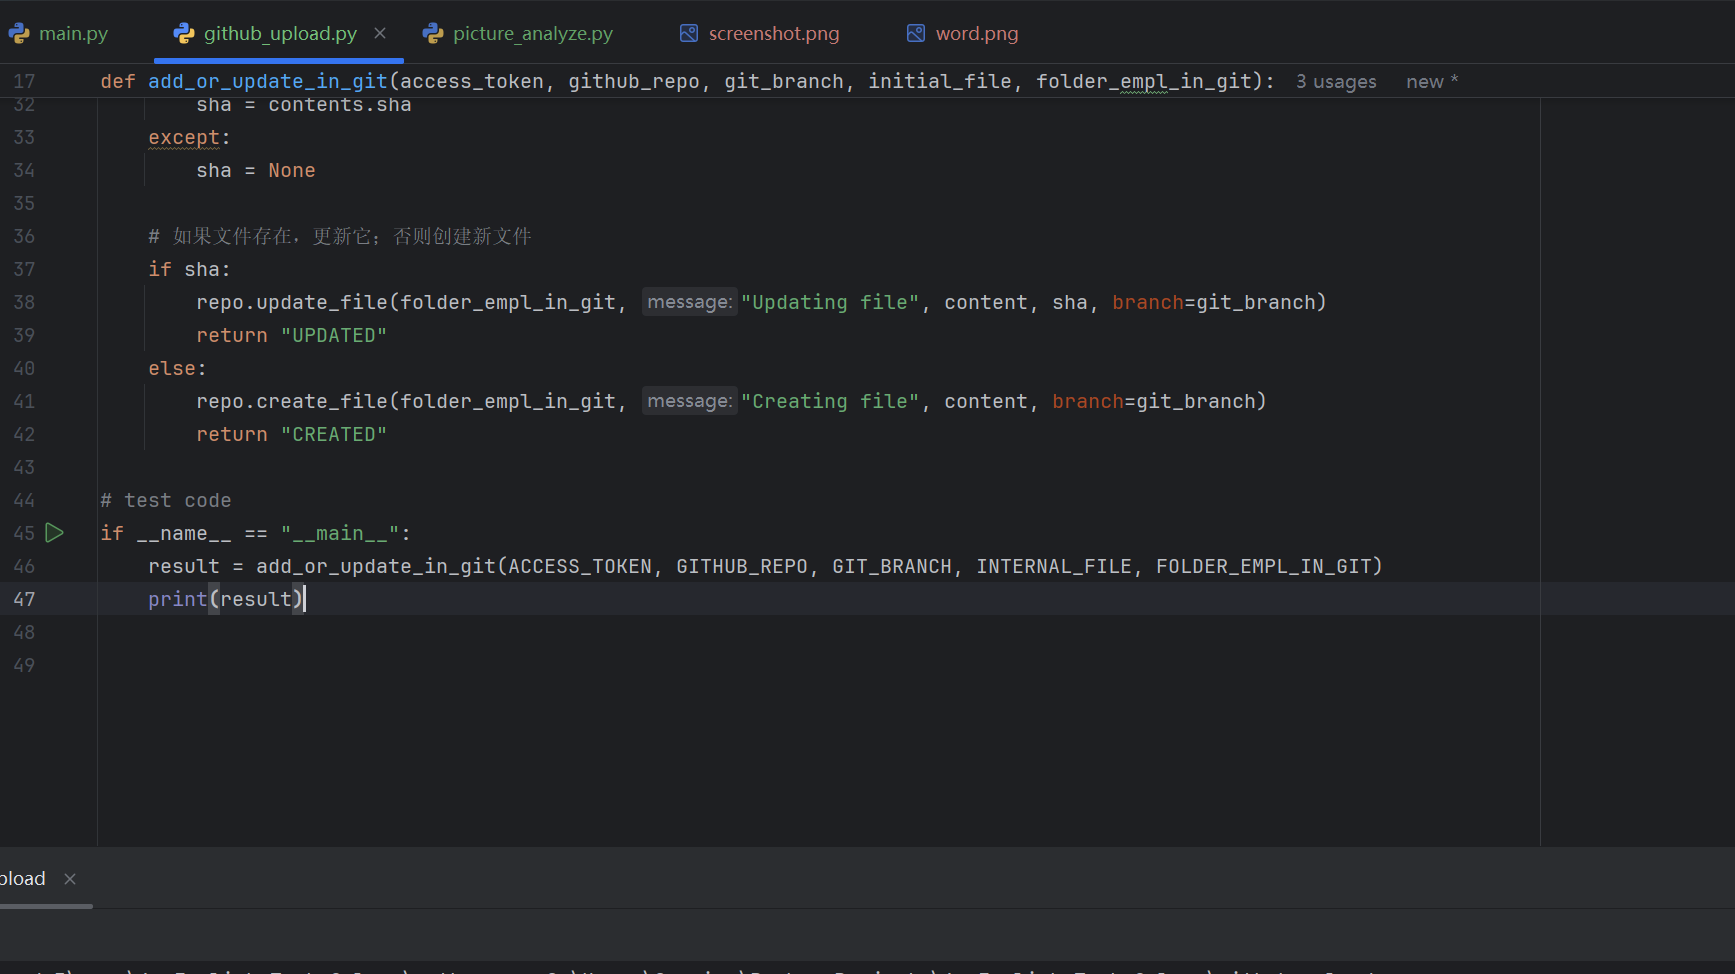 main.py github_upload.py × picture_analyze.py screenshot.png word.png
17 def add_or_update_in_git(access_token, github_repo, git_branch, initial_file, folder_empl_in_git): 3 usages new *
32 sha = contents.sha
33 except:
34 sha = None
35
36 # 如果文件存在，更新它；否则创建新文件
37 if sha:
38 repo.update_file(folder_empl_in_git, message: "Updating file", content, sha, branch=git_branch)
39 return "UPDATED"
40 else:
41 repo.create_file(folder_empl_in_git, message: "Creating file", content, branch=git_branch)
42 return "CREATED"
43
44 # test code
45 if __name__ == "__main__":
46 result = add_or_update_in_git(ACCESS_TOKEN, GITHUB_REPO, GIT_BRANCH, INTERNAL_FILE, FOLDER_EMPL_IN_GIT)
47 print(result)
48
49
pload ×